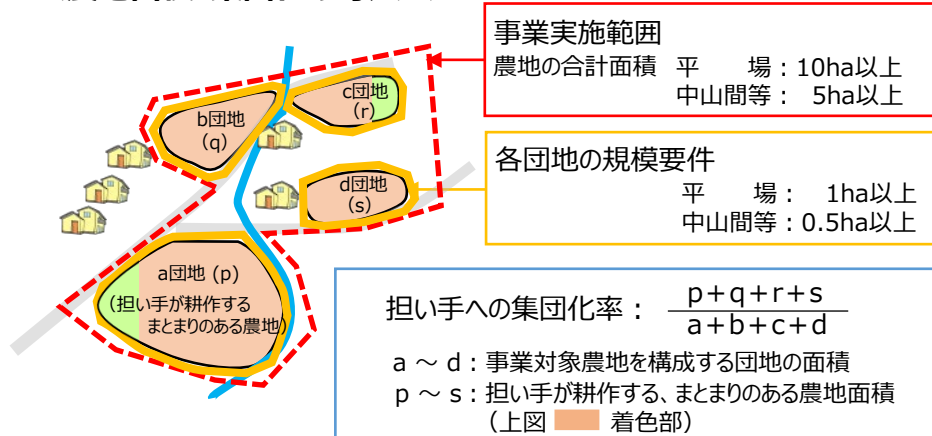 事業実施範囲
農地の合計面積 平　　場：10ha以上
中山間等： 5ha以上
各団地の規模要件
平　　場： 1ha以上
中山間等：0.5ha以上
b団地
(q)
c団地
(r)
d団地
(s)
a団地 (p)
(担い手が耕作する
まとまりのある農地)
担い手への集団化率： p+q+r+s
a+b+c+d
a ～ d：事業対象農地を構成する団地の面積
p ～ s：担い手が耕作する、まとまりのある農地面積
（上図　　着色部）